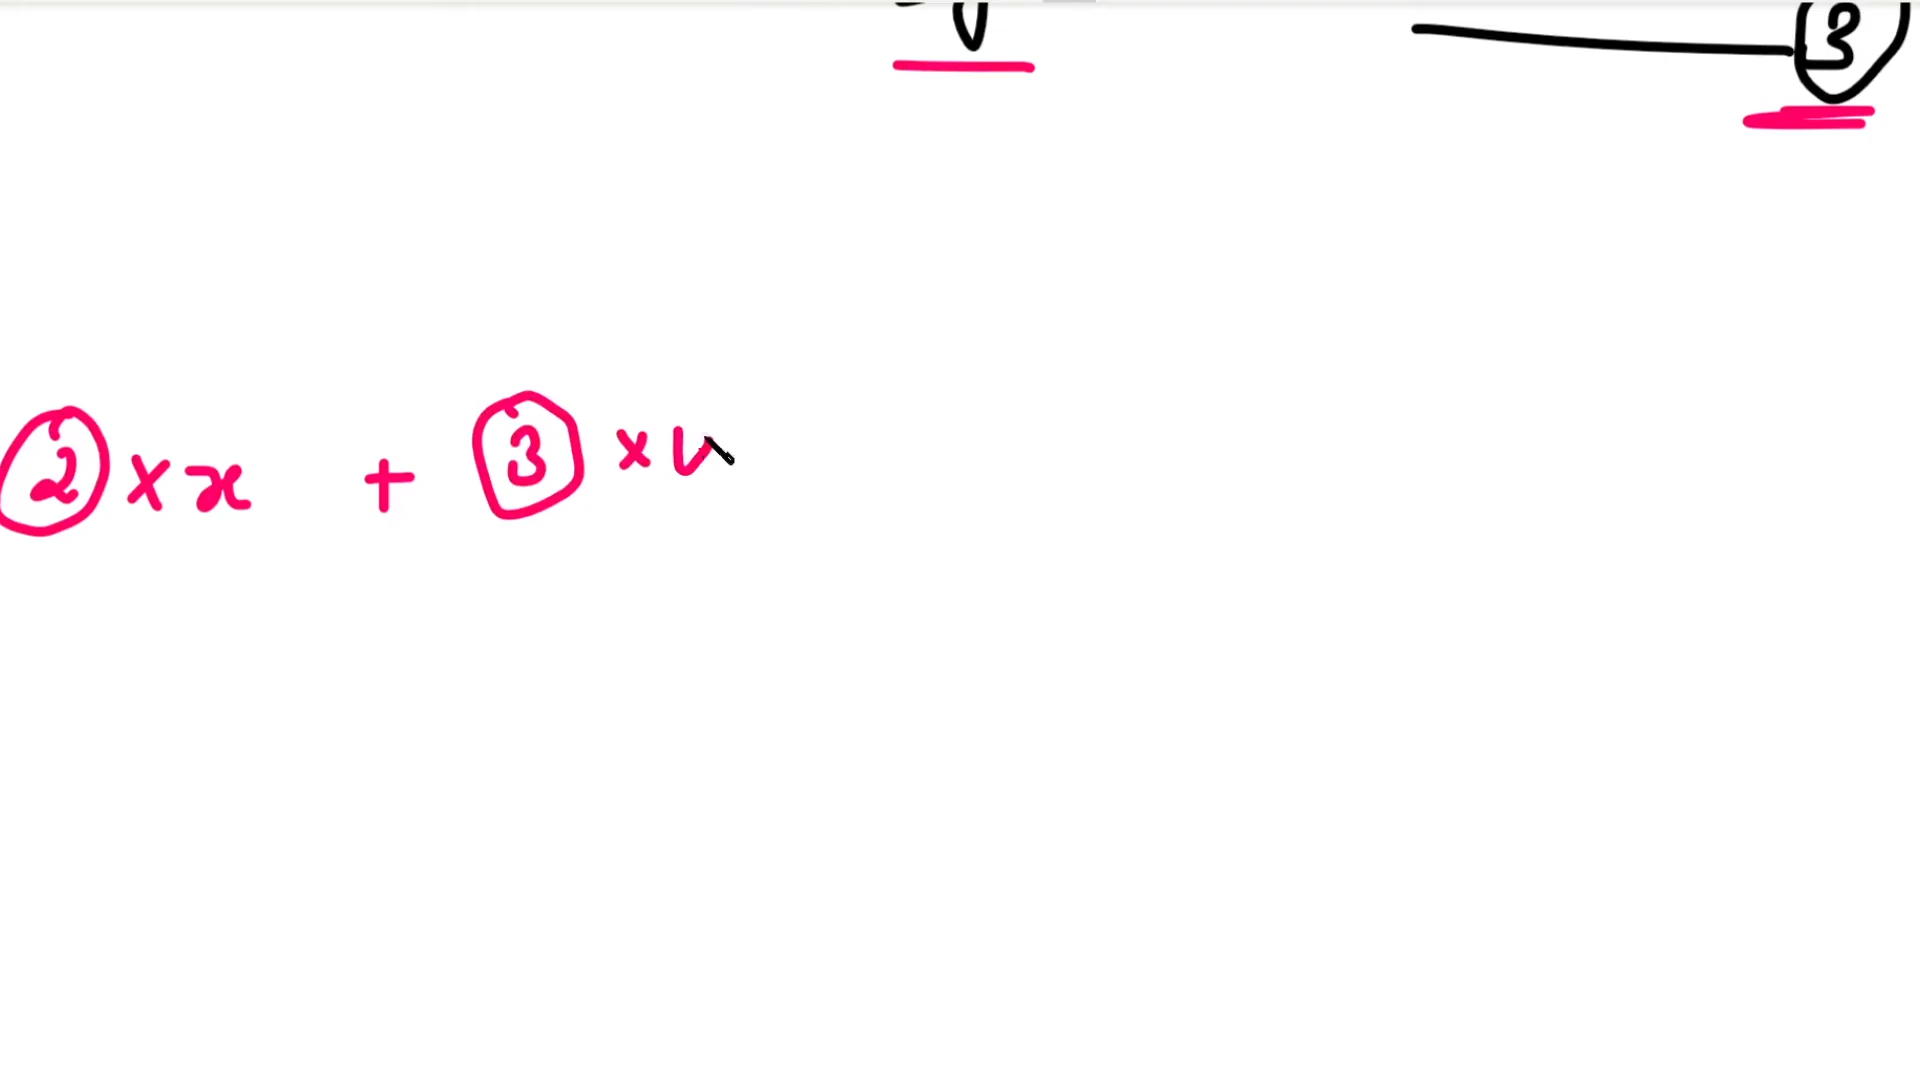 3
2 × x + 3 ×